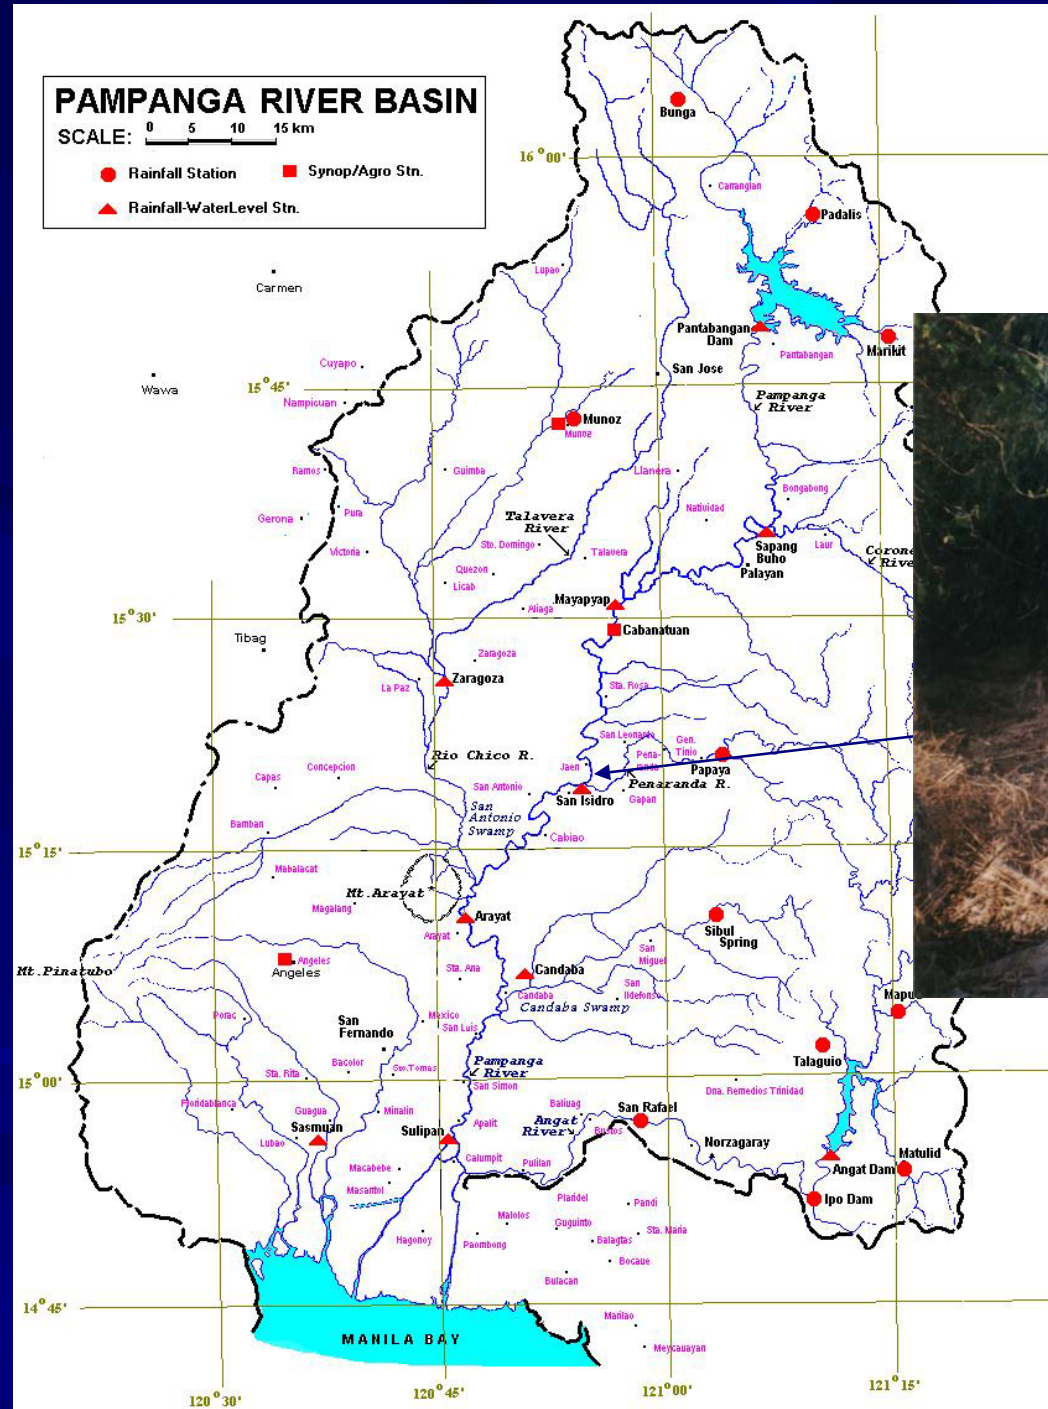 PAMPANGA RIVER BASIN
SCALE: 0 5 10 15 km
Rainfall Station
Synop/Agro Stn.
Rainfall-WaterLevel Stn.
Bunga
16°00'
Carranglan
Padalis
Lupao
Carmen
Pantabangan
Dam
Pantabangan
Marikit
Cuyapo
San Jose
Wawa
15°45'
Nampicuan
Pampanga
River
Munoz
Munoz
Ramos
Guimba
Llanera
Bongabong
Pura
Gerona
Natividad
Talavera
River
Victoria
Sto. Domingo
Talavera
Sapang
Buho
Laur
Palayan
Quezon
Licab
Mayapyap
Aliaga
15°30'
Cabanatuan
Tibag
Zaragoza
Zaragoza
La Paz
Sta. Rosa
San Leonardo
Gen.
Tinio
Rio Chico R.
Jaen
Papaya
Penaranda R.
Concepcion
Capas
San Antonio
San Isidro
Gapan
San
Antonio
Swamp
Bamban
Cabiao
15°15'
Mabalacat
Mt.Arayat
Magalang
Arayat
Arayat
Sibul
Spring
Mt.Pinatubo
Angeles
Angeles
Sta. Ana
Candaba
San
Miguel
San
Ildefonso
Candaba
Candaba Swamp
Porac
San
Fernando
Mexico
San Luis
Talaguio
Pampanga
River
Bacolor
Sto.Tomas
Sta. Rita
15°00'
San Simon
Dna. Remedios Trinidad
Floridablanca
Guagua
Minalin
Baliuag
San Rafael
Sasmuan
Sulipan
Apalit
Angat
River
Bustos
Norzagaray
Lubao
Calumpit
Pulilan
Macabebe
Angat Dam
Matulid
Masantol
Ipo Dam
Plaridel
Pandi
Malolos
Guguinto
Hagonoy
Paombong
Balagtas
Sta. Maria
Bocaue
Bulacan
14°45'
Marilao
MANILA BAY
Meycauayan
120°30'
120°45'
121°00'
121°15'